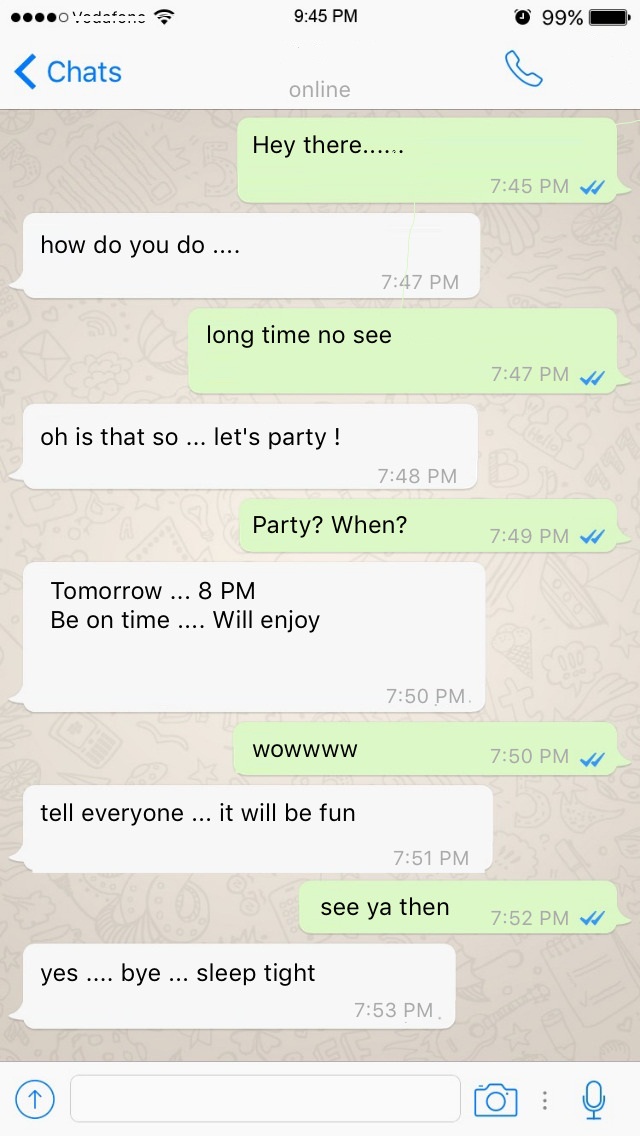 Vodafone 9:45 PM 99%
Chats
online
Hey there......
7:45 PM
how do you do ....
7:47 PM
long time no see
7:47 PM
oh is that so ... let's party !
7:48 PM
Party? When?
7:49 PM
Tomorrow ... 8 PM
Be on time .... Will enjoy
7:50 PM
wowwww
7:50 PM
tell everyone ... it will be fun
7:51 PM
see ya then
7:52 PM
yes .... bye ... sleep tight
7:53 PM